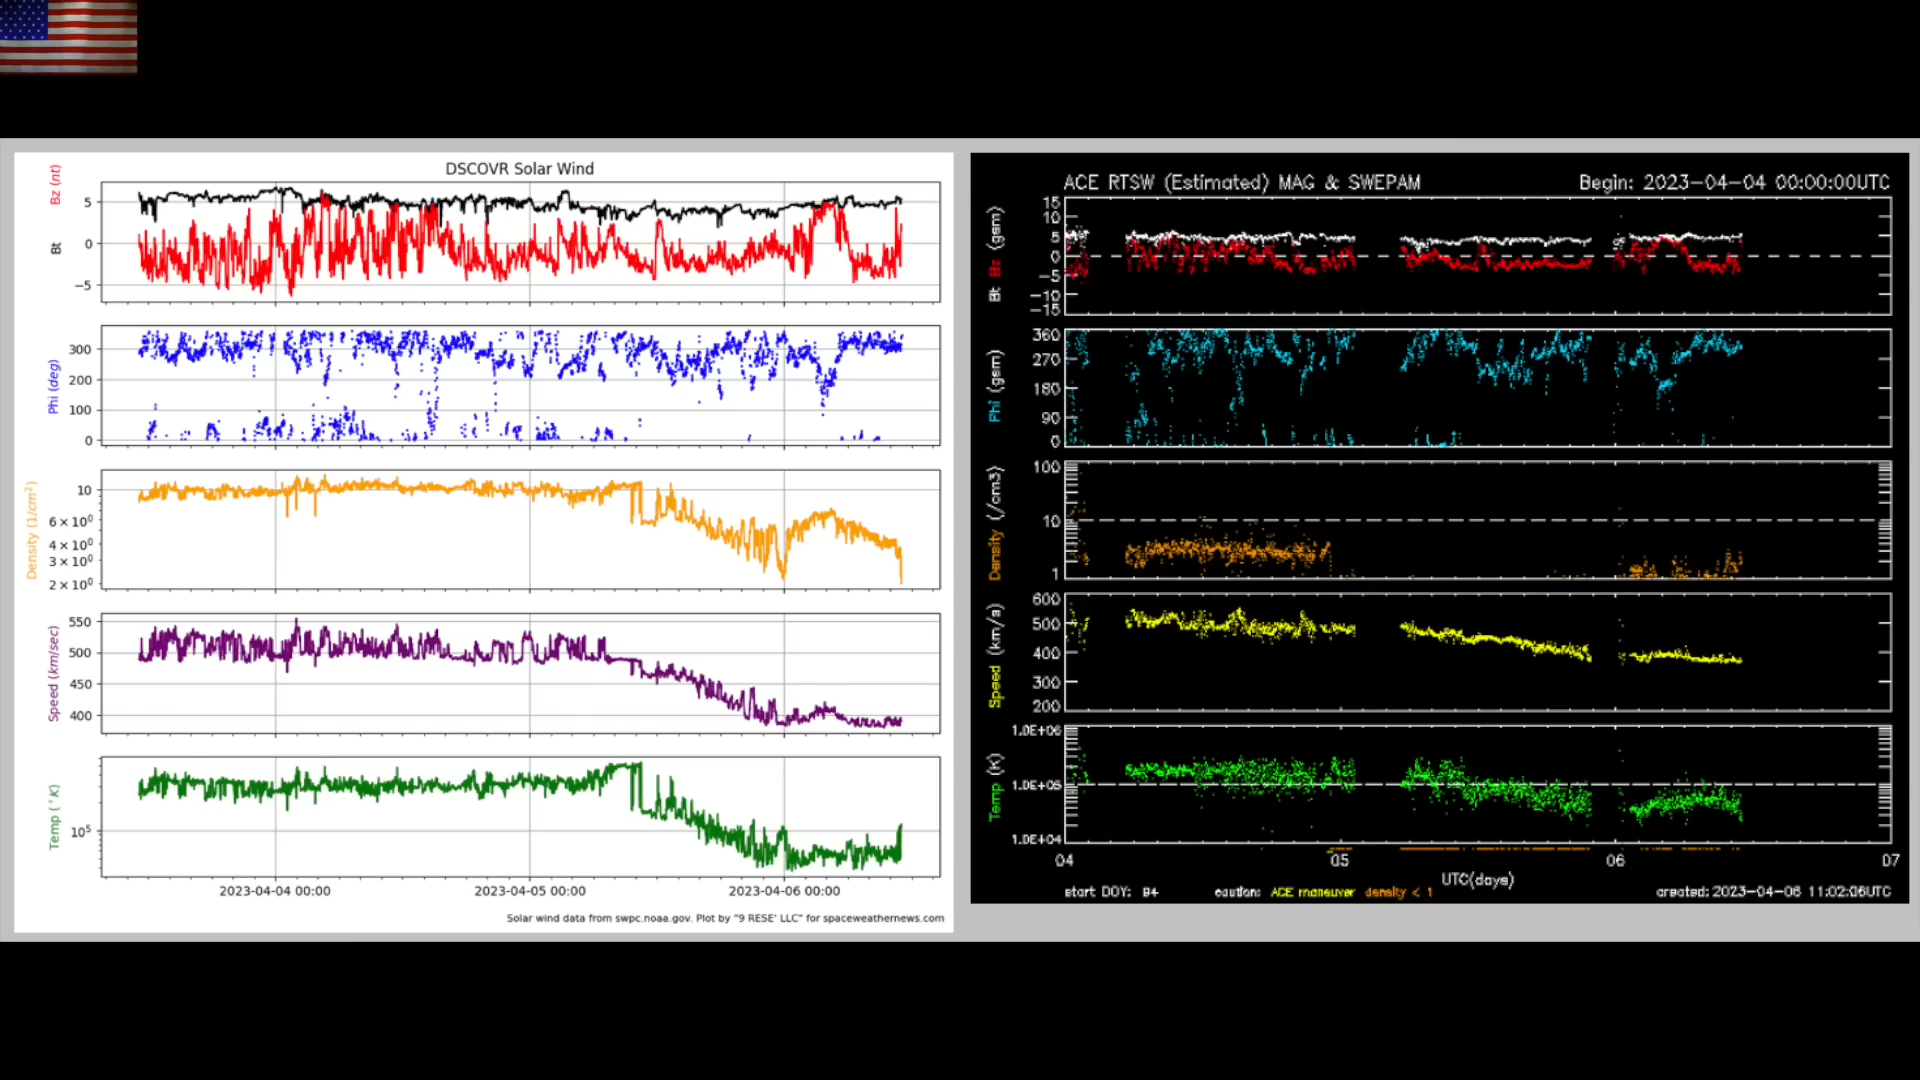 DSCOVR Solar Wind
Bz (nt)
Bt
5
0
−5
Phi (deg)
300
200
100
0
Density (1/cm²)
10
6 × 10⁰
4 × 10⁰
3 × 10⁰
2 × 10⁰
Speed (km/sec)
550
500
450
400
Temp (°K)
10⁵
2023-04-04 00:00
2023-04-05 00:00
2023-04-06 00:00
Solar wind data from swpc.noaa.gov. Plot by "9 RESE' LLC" for spaceweathernews.com
ACE RTSW (Estimated) MAG & SWEPAM
Begin: 2023-04-04 00:00:00UTC
Bt Bz (gsm)
15
10
5
0
−5
−10
−15
Phi (gsm)
360
270
180
90
0
Density (/cm3)
100
10
1
Speed (km/s)
600
500
400
300
200
Temp (K)
1.0E+06
1.0E+05
1.0E+04
04
05
06
07
UTC(days)
start DOY: 94
caution: ACE maneuver density < 1
created: 2023-04-06 11:02:06UTC